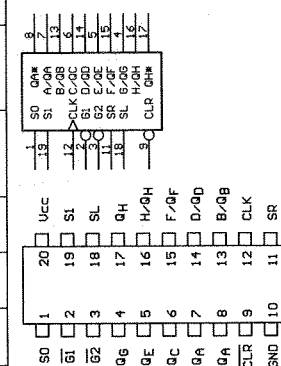 8 7 13 6 14 5 15 4 16 17
S0 QA*
S1 A/QA
B/QB
CLK C/QC
G1 D/QD
G2 E/QE
SR F/QF
SL G/QG
H/QH
CLR QH*
1 19 12 2 3 11 18 9
S0 1 20 Vcc
G1 2 19 S1
G2 3 18 SL
QG 4 17 QH
QE 5 16 H/QH
QC 6 15 F/QF
QA 7 14 D/QD
QA 8 13 B/QB
CLR 9 12 CLK
GND 10 11 SR